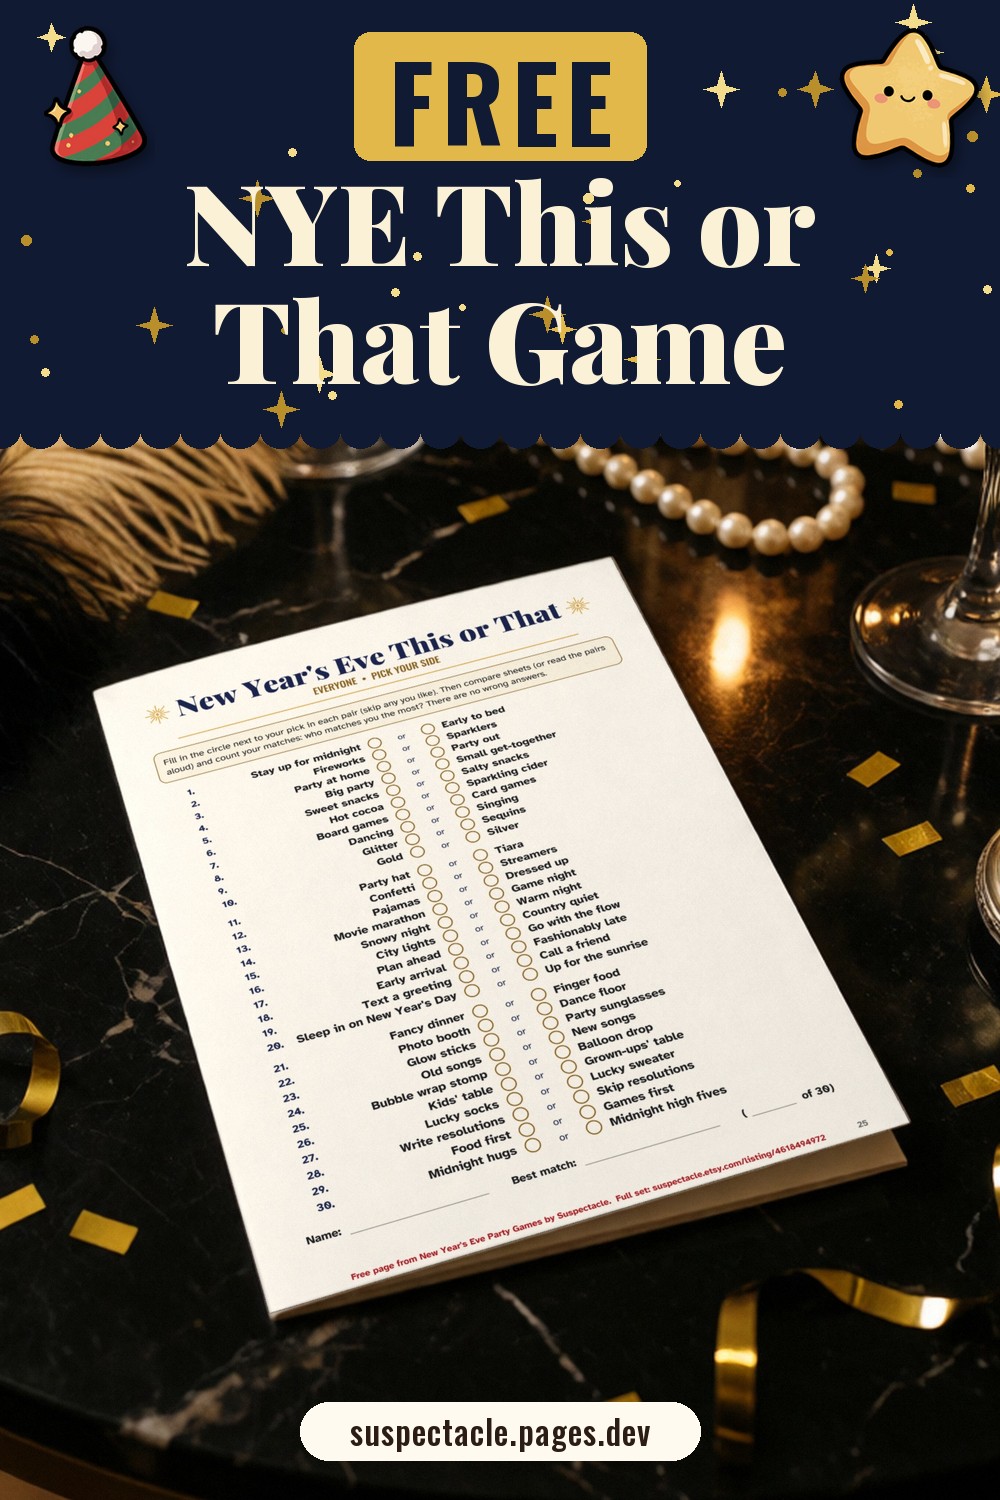 FREE
NYE This or
That Game
New Year's Eve This or That
EVERYONE • PICK YOUR SIDE
Fill in the circle next to your pick in each pair (skip any you like). Then compare sheets (or read the pairs
aloud) and count your matches: who matches you the most? There are no wrong answers.
1. Stay up for midnight or Early to bed
2. Fireworks or Sparklers
3. Party at home or Party out
4. Big party or Small get-together
5. Sweet snacks or Salty snacks
6. Hot cocoa or Sparkling cider
7. Board games or Card games
8. Dancing or Singing
9. Glitter or Sequins
10. Gold or Silver
11. Party hat or Tiara
12. Confetti or Streamers
13. Pajamas or Dressed up
14. Movie marathon or Game night
15. Snowy night or Warm night
16. City lights or Country quiet
17. Plan ahead or Go with the flow
18. Early arrival or Fashionably late
19. Text a greeting or Call a friend
20. Sleep in on New Year's Day or Up for the sunrise
21. Fancy dinner or Finger food
22. Photo booth or Dance floor
23. Glow sticks or Party sunglasses
24. Old songs or New songs
25. Bubble wrap stomp or Balloon drop
26. Kids' table or Grown-ups' table
27. Lucky socks or Lucky sweater
28. Write resolutions or Skip resolutions
29. Food first or Games first
30. Midnight hugs or Midnight high fives
Name: Best match: ( of 30)
Free page from New Year's Eve Party Games by Suspectacle. Full set: suspectacle.etsy.com/listing/4618494972
25
suspectacle.pages.dev